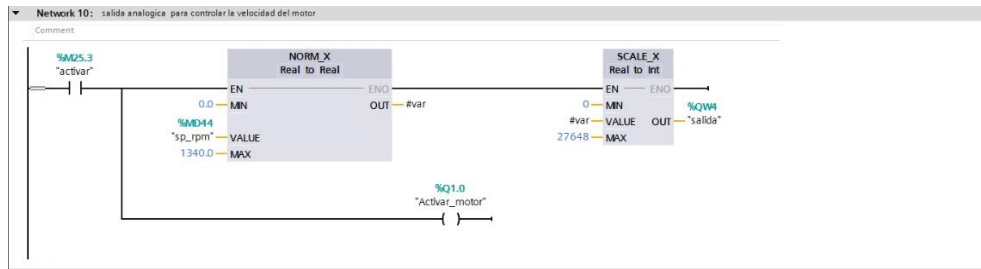 Network 10: salida analogica para controlar la velocidad del motor
Comment
%M25.3
"activar"
NORM_X
Real to Real
EN
ENO
0.0
MIN
OUT
#var
%MD44
"sp_rpm"
VALUE
1340.0
MAX
SCALE_X
Real to Int
EN
ENO
0
MIN
%QW4
#var
VALUE
OUT
"salida"
27648
MAX
%Q1.0
"Activar_motor"